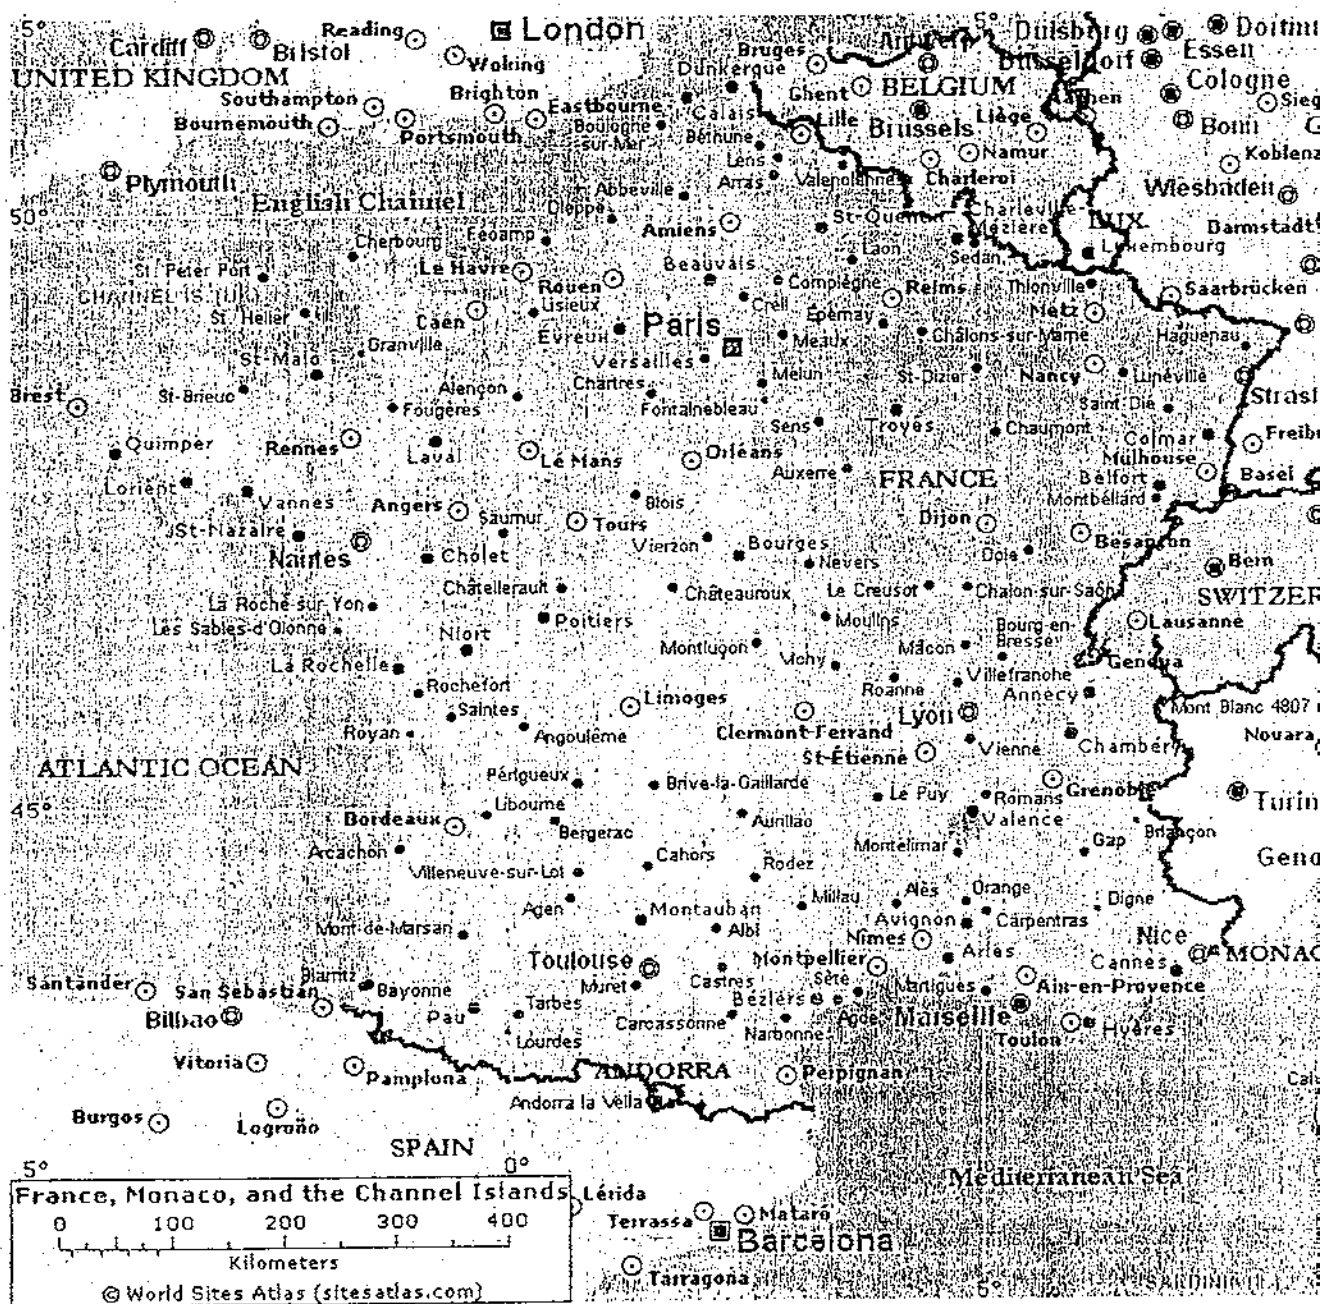 5°
5°
Cardiff
Bristol
Reading
London
Woking
Bruges
Antwerp
Duisburg
Essen
Düsseldorf
Cologne
UNITED KINGDOM
Dunkerque
Ghent
BELGIUM
Aachen
Southampton
Brighton
Eastbourne
Calais
Bournemouth
Portsmouth
Boulogne
-sur-Mer
Béthune
Lille
Brussels
Liège
Bonn
Lens
Namur
Koblenz
Plymouth
Arras
Valenciennes
Charleroi
Wiesbaden
English Channel
Abbeville
50°
Dieppe
St-Quentin
Charleville-
Mézières
LUX
Darmstadt
Cherbourg
Fécamp
Amiens
Laon
Sedan
Luxembourg
St. Peter Port
Le Havre
Rouen
Beauvais
Compiègne
Reims
Thionville
Saarbrücken
CHANNEL IS. (U.K.)
St. Helier
Caen
Lisieux
Creil
Épernay
Metz
Granville
Évreux
Paris
Meaux
Châlons-sur-Marne
Haguenau
St-Malo
Versailles
Brest
St-Brieuc
Alençon
Chartres
Melun
St-Dizier
Nancy
Lunéville
Fougères
Fontainebleau
Saint-Dié
Quimper
Rennes
Laval
Le Mans
Orléans
Sens
Troyes
Chaumont
Colmar
Mulhouse
Lorient
Vannes
Auxerre
FRANCE
Belfort
Basel
Angers
Saumur
Blois
Montbéliard
St-Nazaire
Tours
Dijon
Nantes
Cholet
Vierzon
Bourges
Nevers
Dole
Besançon
Bern
Châtellerault
Châteauroux
Le Creusot
Chalon-sur-Saôn
SWITZER
La Roche-sur-Yon
Les Sables-d'Olonne
Niort
Poitiers
Moulins
Bourg-en-
Bresse
Lausanne
La Rochelle
Montluçon
Vichy
Mâcon
Geneva
Rochefort
Roanne
Villefranche
Annecy
Saintes
Limoges
Lyon
Mont Blanc 4807
Royan
Angoulême
Clermont-Ferrand
Vienne
Chambéry
Novara
ATLANTIC OCEAN
St-Étienne
Périgueux
Brive-la-Gaillarde
Le Puy
Romans
Grenoble
Turin
45°
Libourne
Bordeaux
Bergerac
Aurillac
Valence
Briançon
Arcachon
Cahors
Rodez
Montélimar
Gap
Geno
Villeneuve-sur-Lot
Agen
Millau
Alès
Orange
Digne
Mont-de-Marsan
Montauban
Albi
Avignon
Carpentras
Nîmes
Nice
Toulouse
Montpellier
Arles
Cannes
MONAC
Santander
San Sebastián
Biarritz
Bayonne
Muret
Castres
Sète
Martigues
Aix-en-Provence
Bilbao
Pau
Tarbes
Béziers
Agde
Marseille
Carcassonne
Narbonne
Toulon
Hyères
Vitoria
Lourdes
Pamplona
ANDORRA
Perpignan
Burgos
Logroño
Andorra la Vella
SPAIN
5°
0°
Mediterranean Sea
France, Monaco, and the Channel Islands
Lérida
0 100 200 300 400
Terrassa
Mataró
Barcelona
Kilometers
Tarragona
© World Sites Atlas (sitesatlas.com)